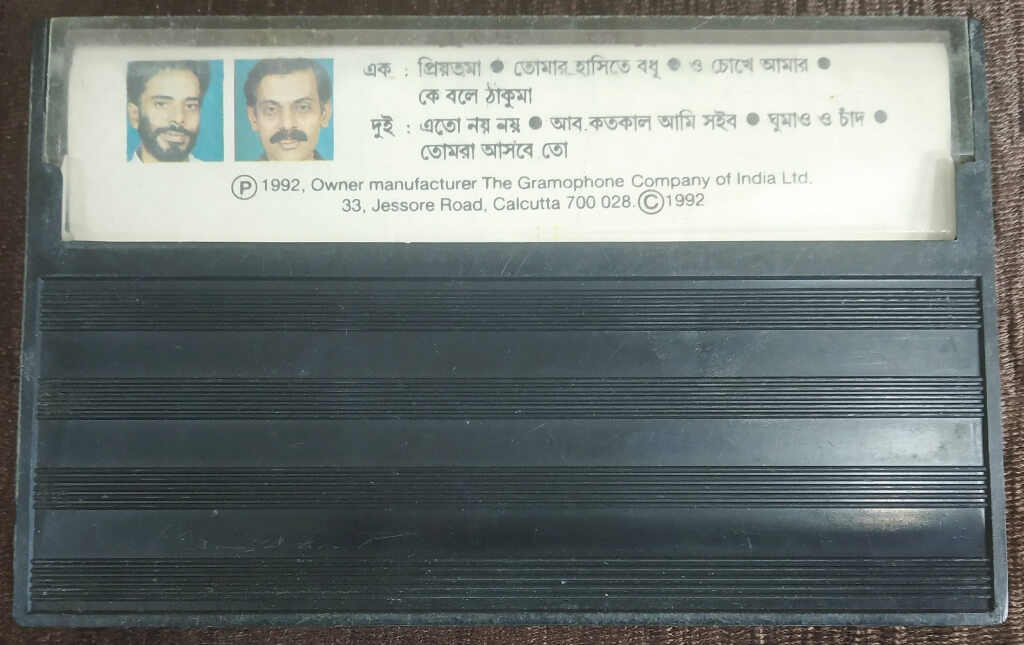 এক : প্রিয়তমা ● তোমার হাসিতে বধূ ● ও চোখে আমার ●
কে বলে ঠাকুমা
দুই : এতো নয় নয় ● আর কতকাল আমি সইব ● ঘুমাও ও চাঁদ ●
তোমরা আসবে তো
Ⓟ 1992, Owner manufacturer The Gramophone Company of India Ltd.
33, Jessore Road, Calcutta 700 028. Ⓒ 1992